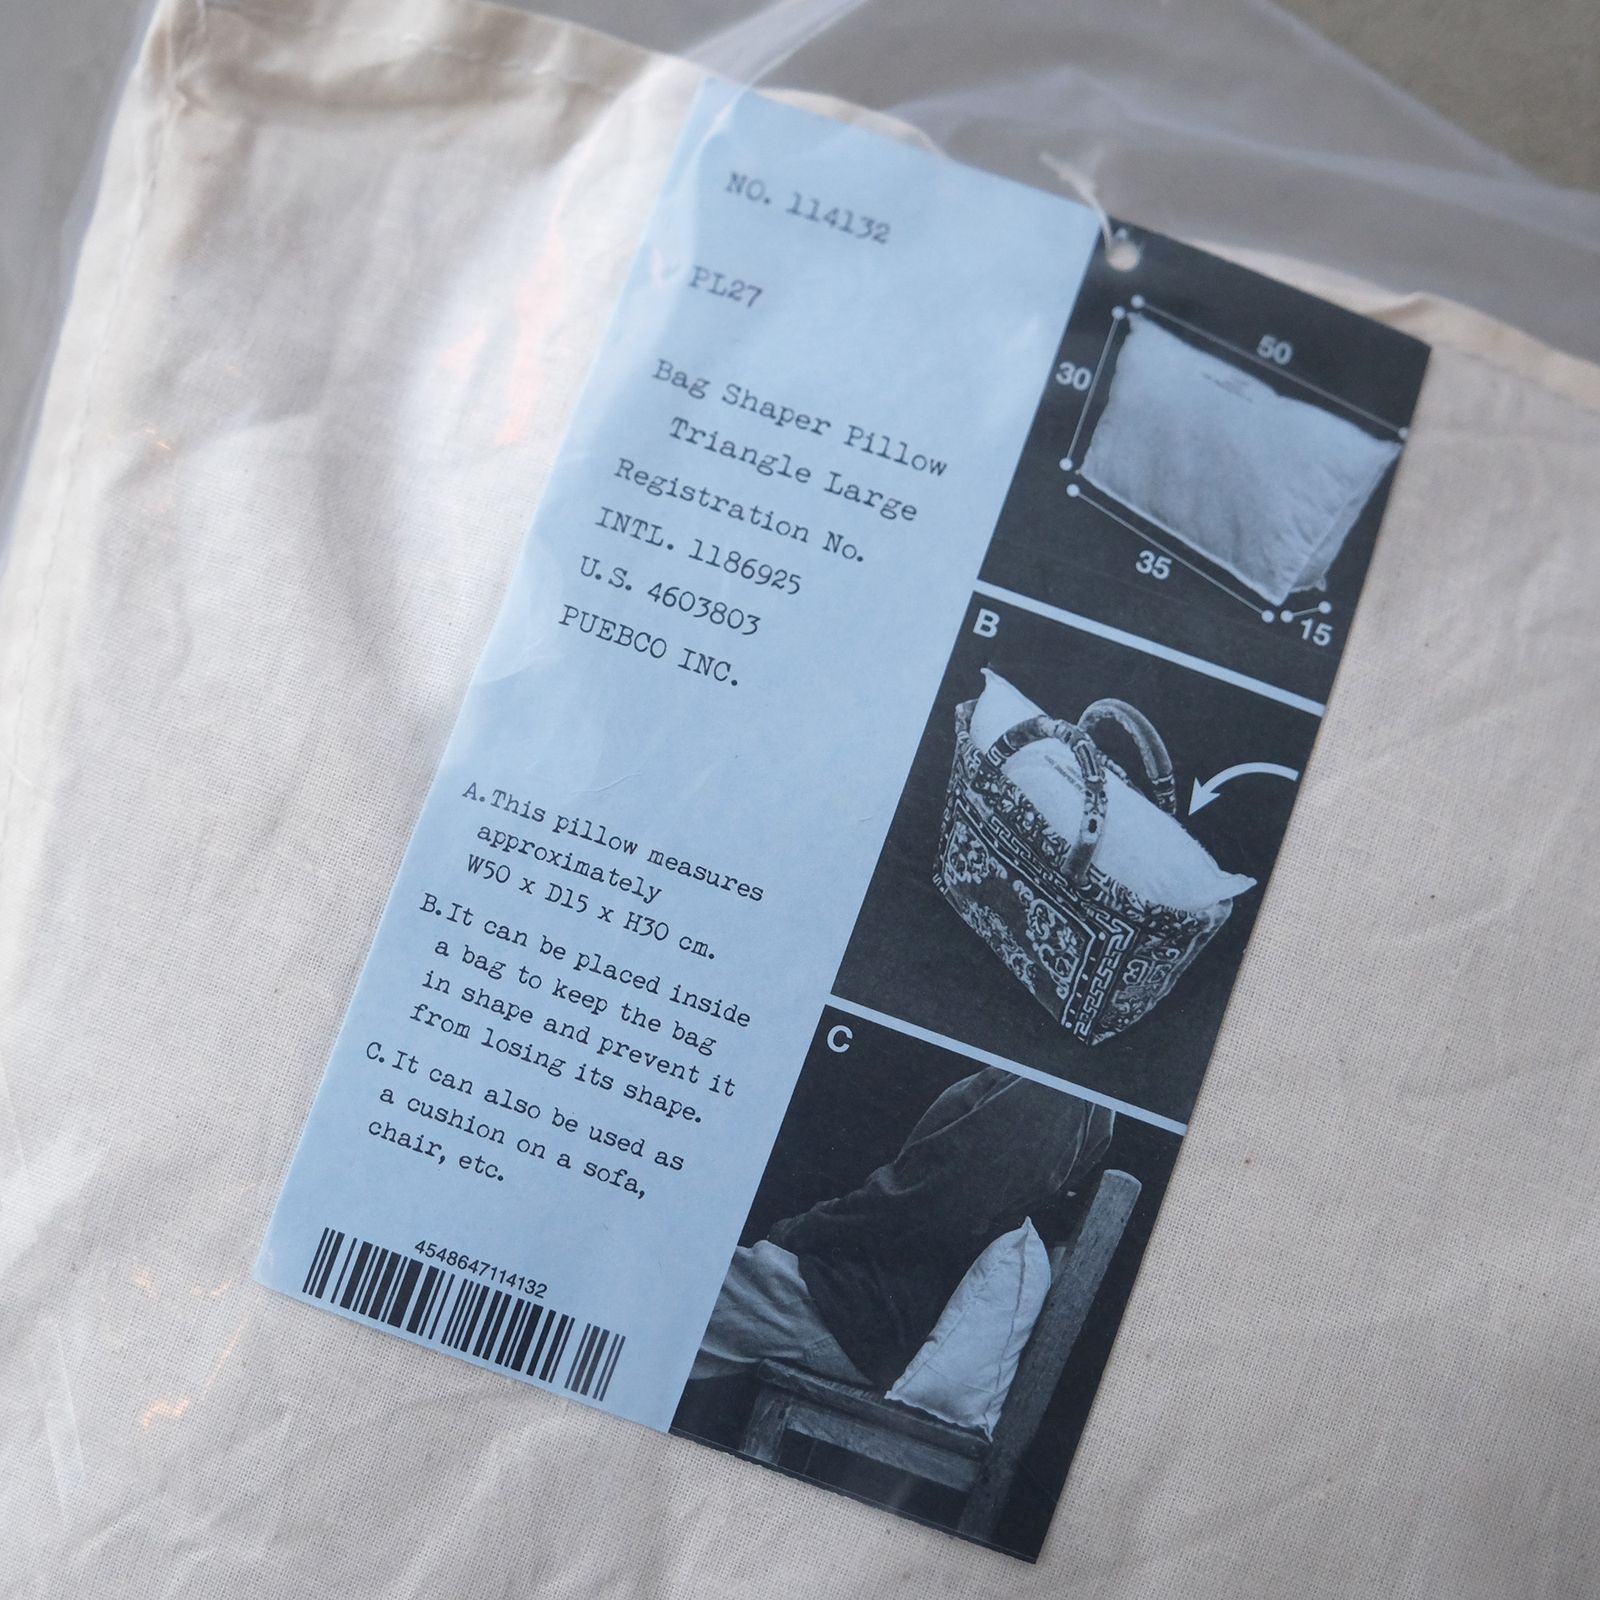 NO. 114132
PL27
Bag Shaper Pillow
Triangle Large
Registration No.
INTL. 1186925
U.S. 4603803
PUEBCO INC.
A. This pillow measures
approximately
W50 x D15 x H30 cm.
B. It can be placed inside
a bag to keep the bag
in shape and prevent it
from losing its shape.
C. It can also be used as
a cushion on a sofa,
chair, etc.
4548647114132
A
50
30
35
15
B
C